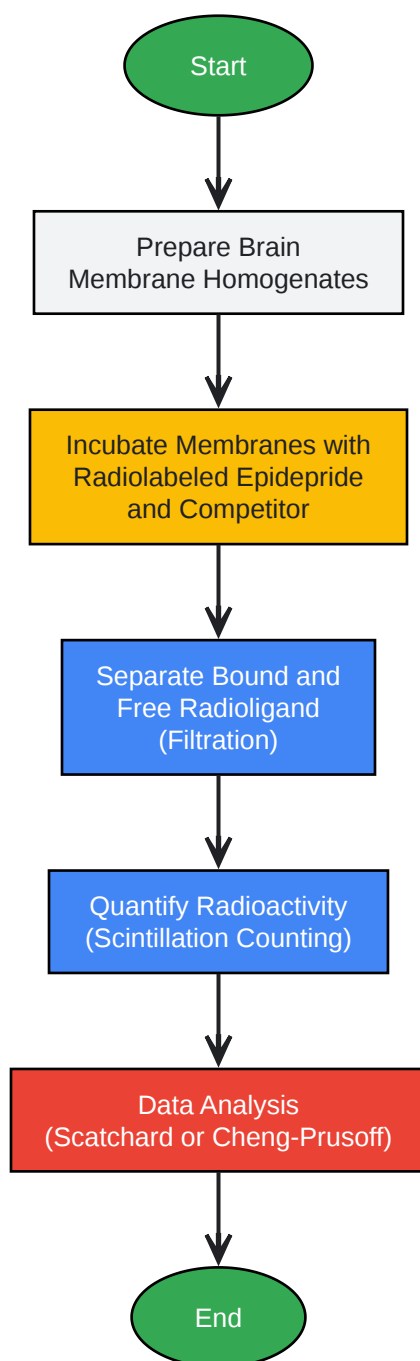 Start
Prepare Brain
Membrane Homogenates
Incubate Membranes with
Radiolabeled Epidepride
and Competitor
Separate Bound and
Free Radioligand
(Filtration)
Quantify Radioactivity
(Scintillation Counting)
Data Analysis
(Scatchard or Cheng-Prusoff)
End